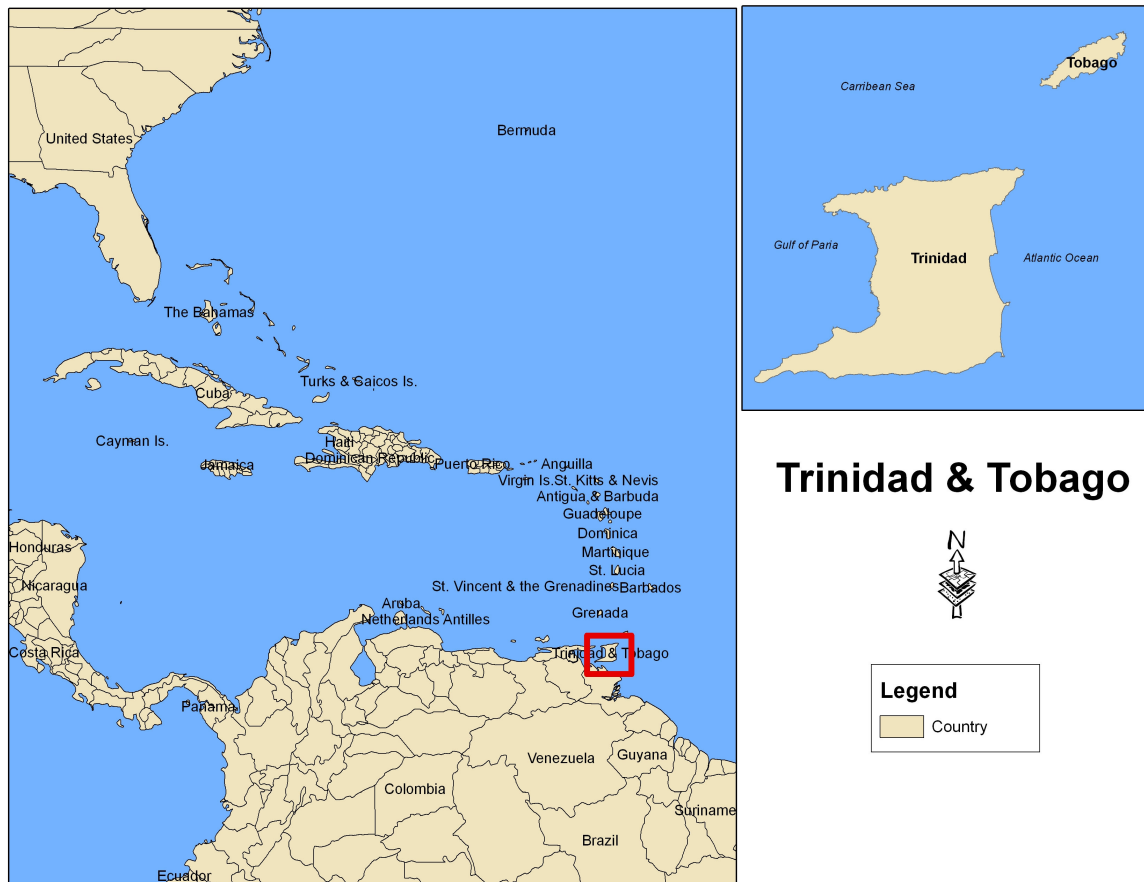 United States
Bermuda
The Bahamas
Turks & Caicos Is.
Cuba
Cayman Is.
Haiti
Jamaica
Dominican Republic
Puerto Rico
Anguilla
Virgin Is.
St. Kitts & Nevis
Antigua & Barbuda
Guadeloupe
Dominica
Martinique
St. Lucia
St. Vincent & the Grenadines
Barbados
Honduras
Nicaragua
Aruba
Netherlands Antilles
Grenada
Costa Rica
Trinidad & Tobago
Panama
Venezuela
Guyana
Colombia
Suriname
Brazil
Ecuador
Tobago
Carribean Sea
Gulf of Paria
Trinidad
Atlantic Ocean
Trinidad & Tobago
N
Legend
Country